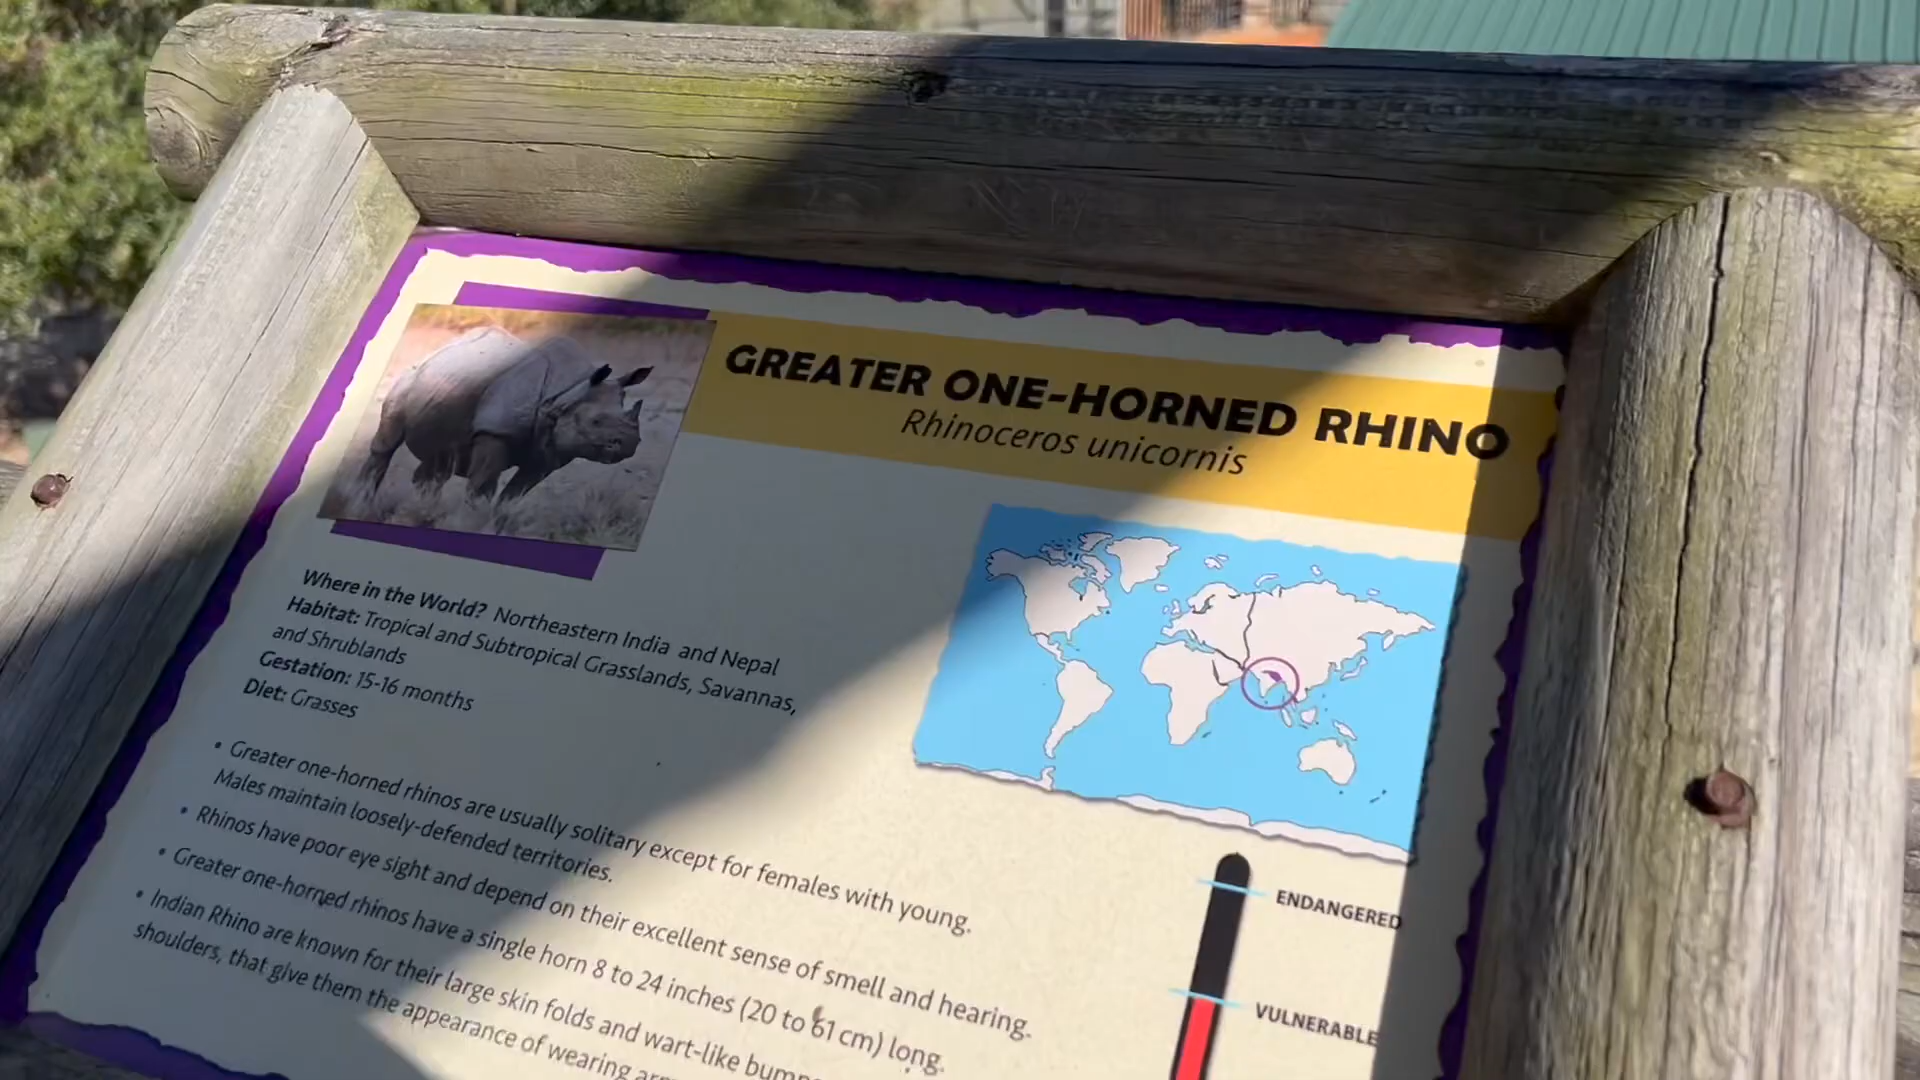 GREATER ONE-HORNED RHINO
Rhinoceros unicornis
Where in the World? Northeastern India and Nepal
Habitat: Tropical and Subtropical Grasslands, Savannas,
and Shrublands
Gestation: 15-16 months
Diet: Grasses
• Greater one-horned rhinos are usually solitary except for females with young.
Males maintain loosely-defended territories.
• Rhinos have poor eye sight and depend on their excellent sense of smell and hearing.
• Greater one-horned rhinos have a single horn 8 to 24 inches (20 to 61 cm) long.
• Indian Rhino are known for their large skin folds and wart-like
shoulders, that give them the appearance of wearing
ENDANGERED
VULNERABLE